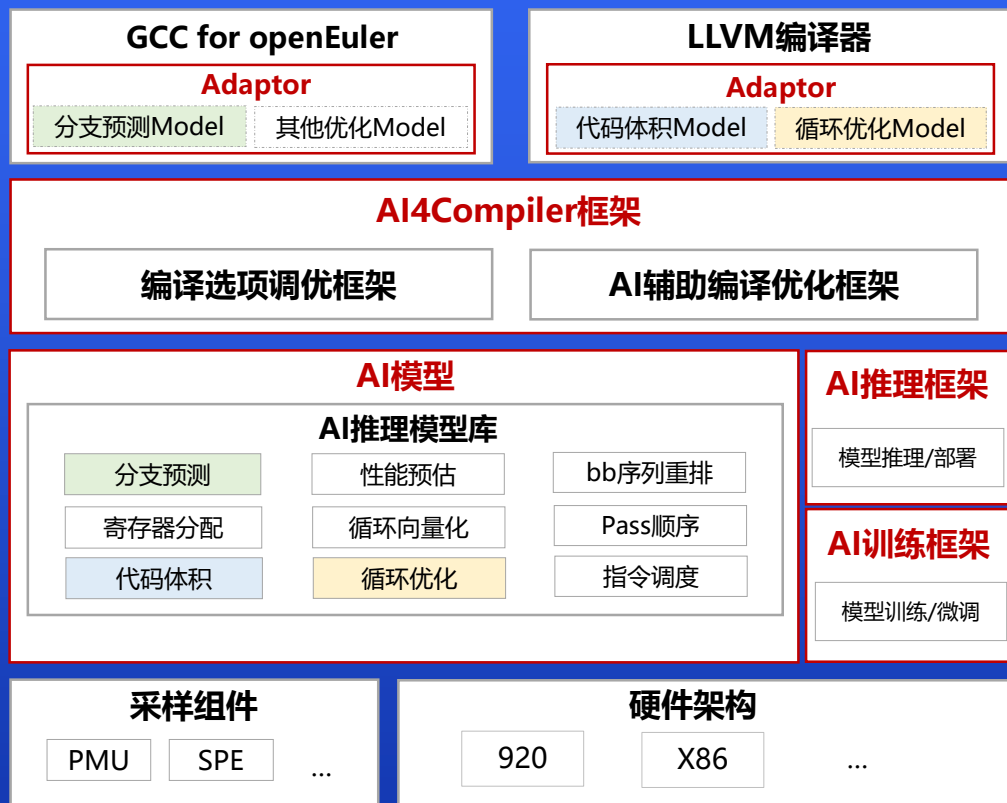 GCC for openEuler
Adaptor
分支预测Model 其他优化Model
LLVM编译器
Adaptor
代码体积Model 循环优化Model
AI4Compiler框架
编译选项调优框架 AI辅助编译优化框架
AI模型
AI推理模型库
分支预测 性能预估 bb序列重排
寄存器分配 循环向量化 Pass顺序
代码体积 循环优化 指令调度
AI推理框架
模型推理/部署
AI训练框架
模型训练/微调
采样组件
PMU SPE ...
硬件架构
920 X86 ...